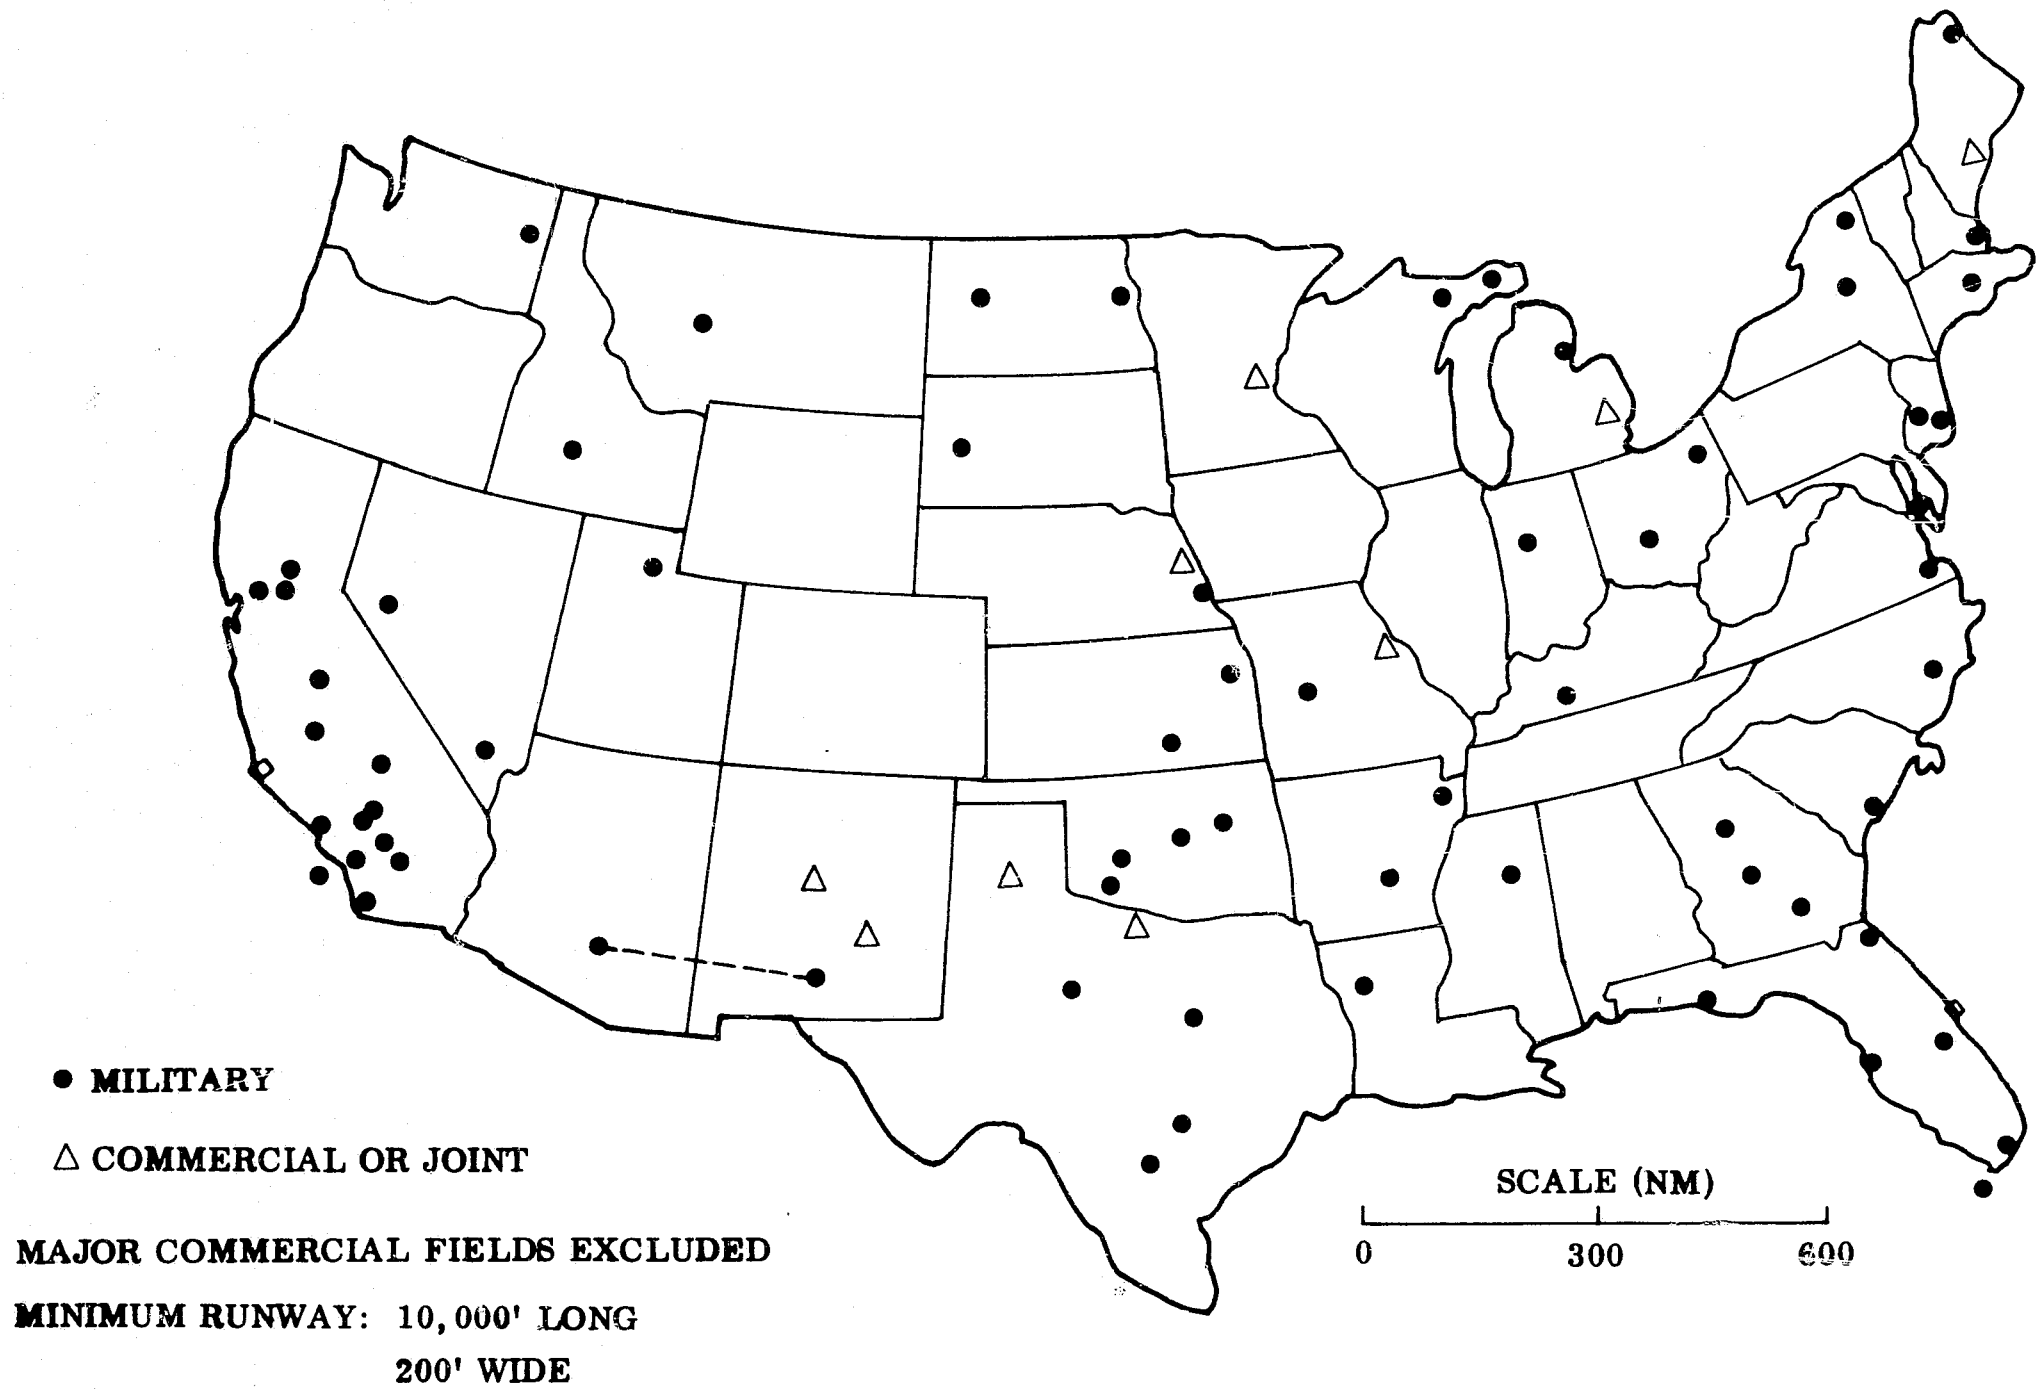 ● MILITARY
△ COMMERCIAL OR JOINT
MAJOR COMMERCIAL FIELDS EXCLUDED
MINIMUM RUNWAY: 10,000' LONG
200' WIDE
SCALE (NM)
0 300 600